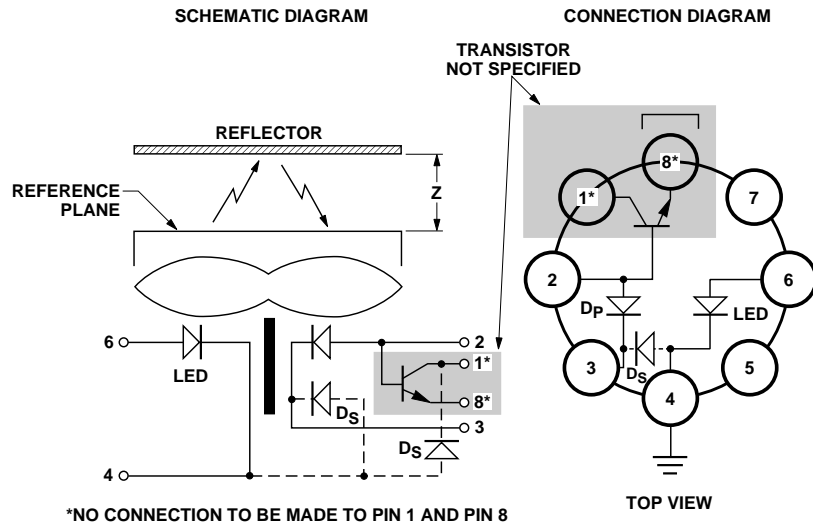 SCHEMATIC DIAGRAM
CONNECTION DIAGRAM
TRANSISTOR
NOT SPECIFIED
REFLECTOR
REFERENCE
PLANE
Z
8*
1*
7
2
6
DP
LED
DS
3
5
4
6
LED
2
1*
8*
DS
3
DS
4
TOP VIEW
*NO CONNECTION TO BE MADE TO PIN 1 AND PIN 8